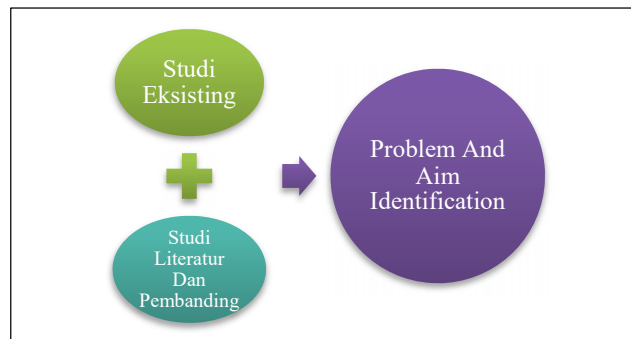 Studi
Eksisting
Studi
Literatur
Dan
Pembanding
Problem And
Aim
Identification